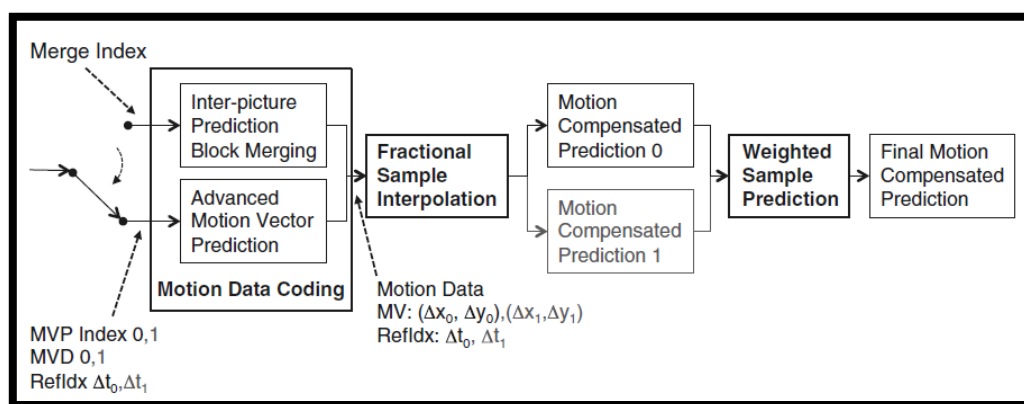 Merge Index
Inter-picture
Prediction
Block Merging
Advanced
Motion Vector
Prediction
Motion Data Coding
MVP Index 0,1
MVD 0,1
RefIdx Δt₀,Δt₁
Fractional
Sample
Interpolation
Motion Data
MV: (Δx₀, Δy₀),(Δx₁,Δy₁)
RefIdx: Δt₀, Δt₁
Motion
Compensated
Prediction 0
Motion
Compensated
Prediction 1
Weighted
Sample
Prediction
Final Motion
Compensated
Prediction